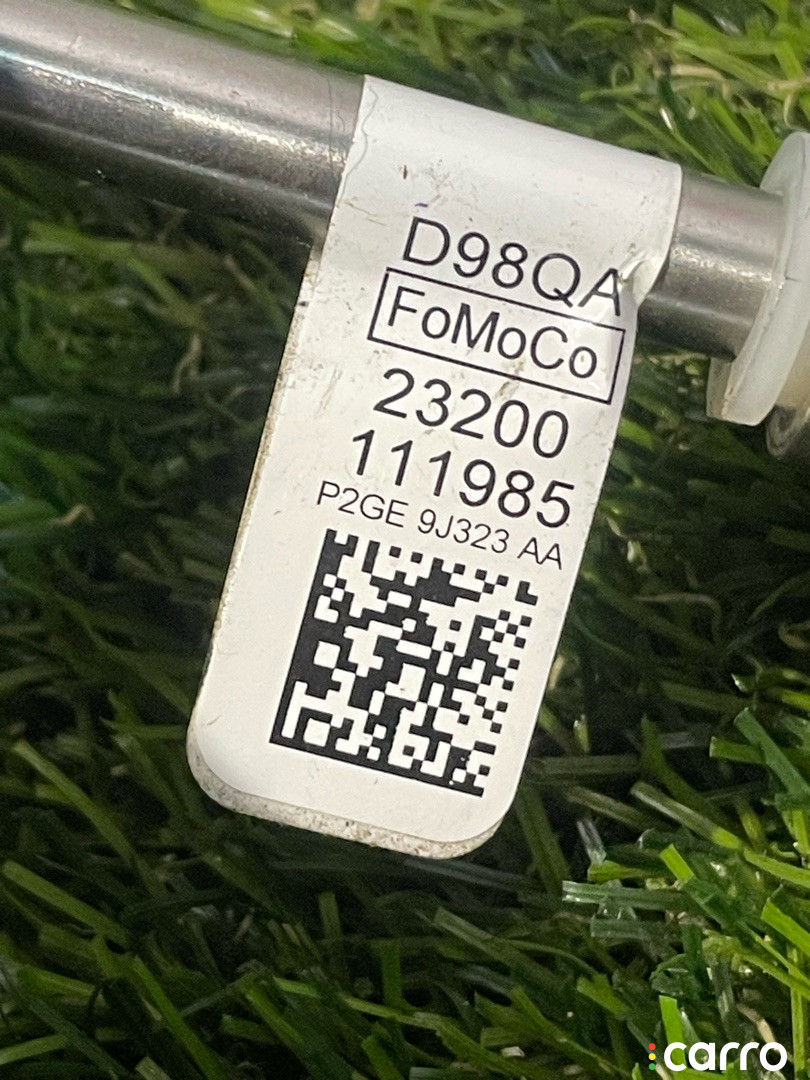 D98QA
FoMoCo
23200
111985
P2GE 9J323 AA
carro